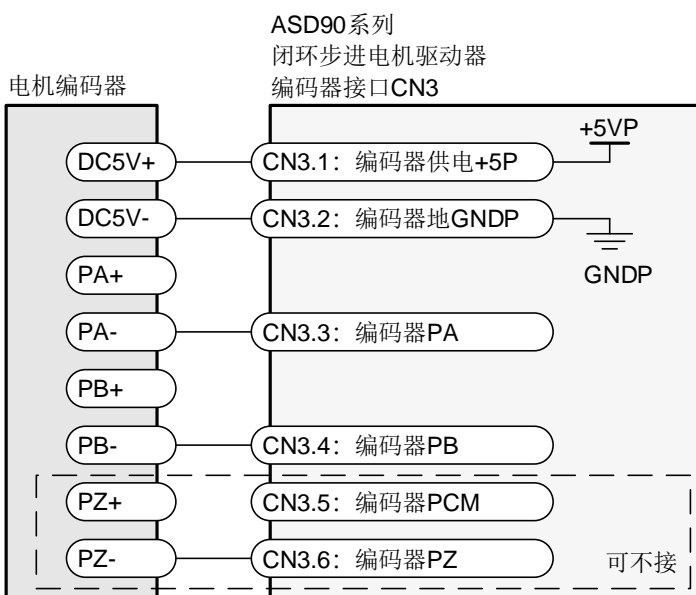 ASD90系列
闭环步进电机驱动器
电机编码器
编码器接口CN3
+5VP
DC5V+
CN3.1：编码器供电+5P
DC5V-
CN3.2：编码器地GNDP
GNDP
PA+
PA-
CN3.3：编码器PA
PB+
PB-
CN3.4：编码器PB
PZ+
CN3.5：编码器PCM
PZ-
CN3.6：编码器PZ
可不接